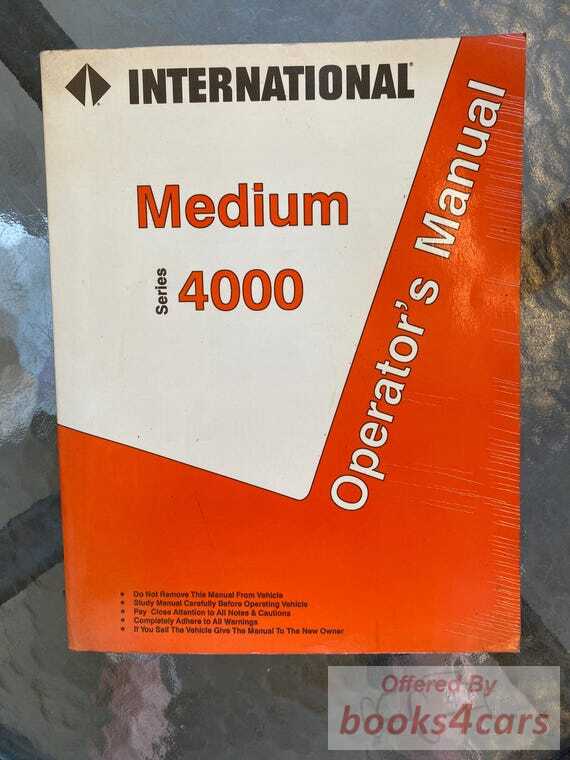 INTERNATIONAL®
Medium
Series 4000
Operator's Manual
• Do Not Remove This Manual From Vehicle
• Study Manual Carefully Before Operating Vehicle
• Pay Close Attention to All Notes & Cautions
• Completely Adhere to All Warnings
• If You Sell The Vehicle Give The Manual To The New Owner
Offered By
books4cars